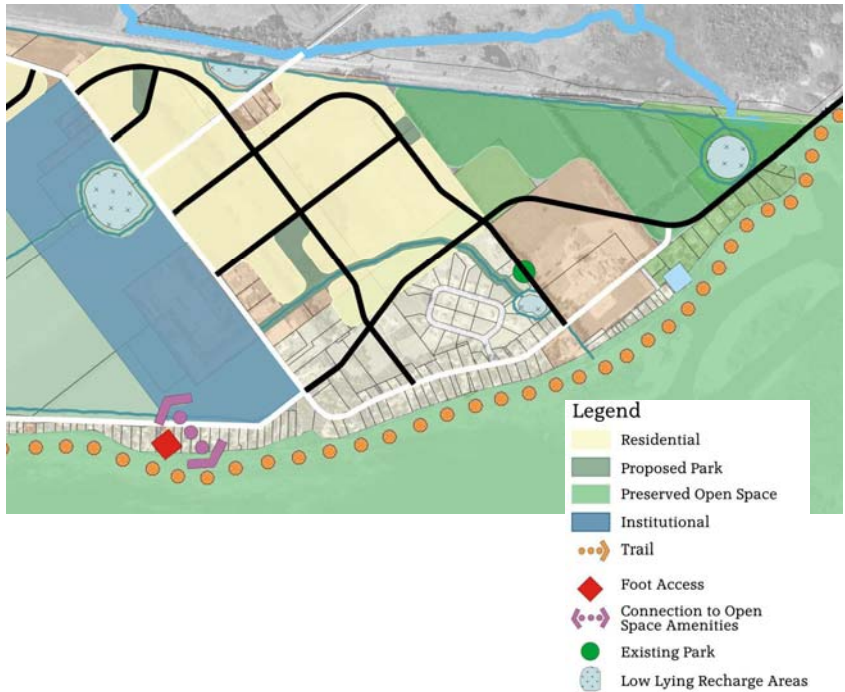 Legend
Residential
Proposed Park
Preserved Open Space
Institutional
Trail
Foot Access
Connection to Open
Space Amenities
Existing Park
Low Lying Recharge Areas